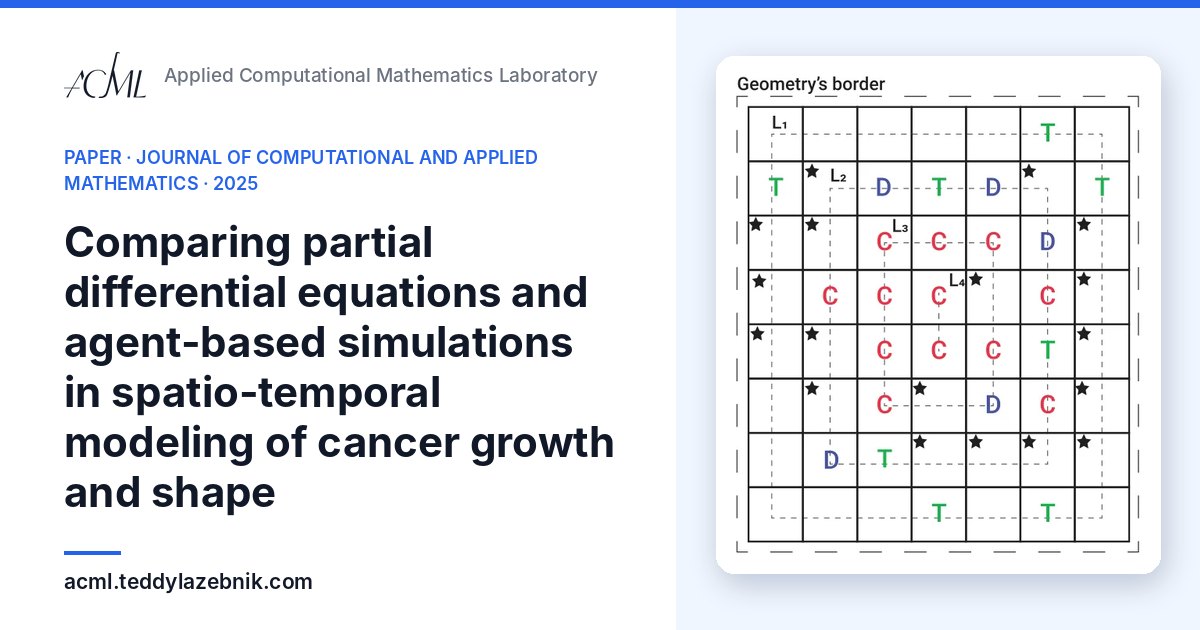 ACML Applied Computational Mathematics Laboratory
PAPER · JOURNAL OF COMPUTATIONAL AND APPLIED
MATHEMATICS · 2025
Comparing partial
differential equations and
agent-based simulations
in spatio-temporal
modeling of cancer growth
and shape
acml.teddylazebnik.com
Geometry's border
L₁ T
T L₂ D T D T
L₃
C C C D
L₄
C C C C
C C C T
C D C
D T
T T